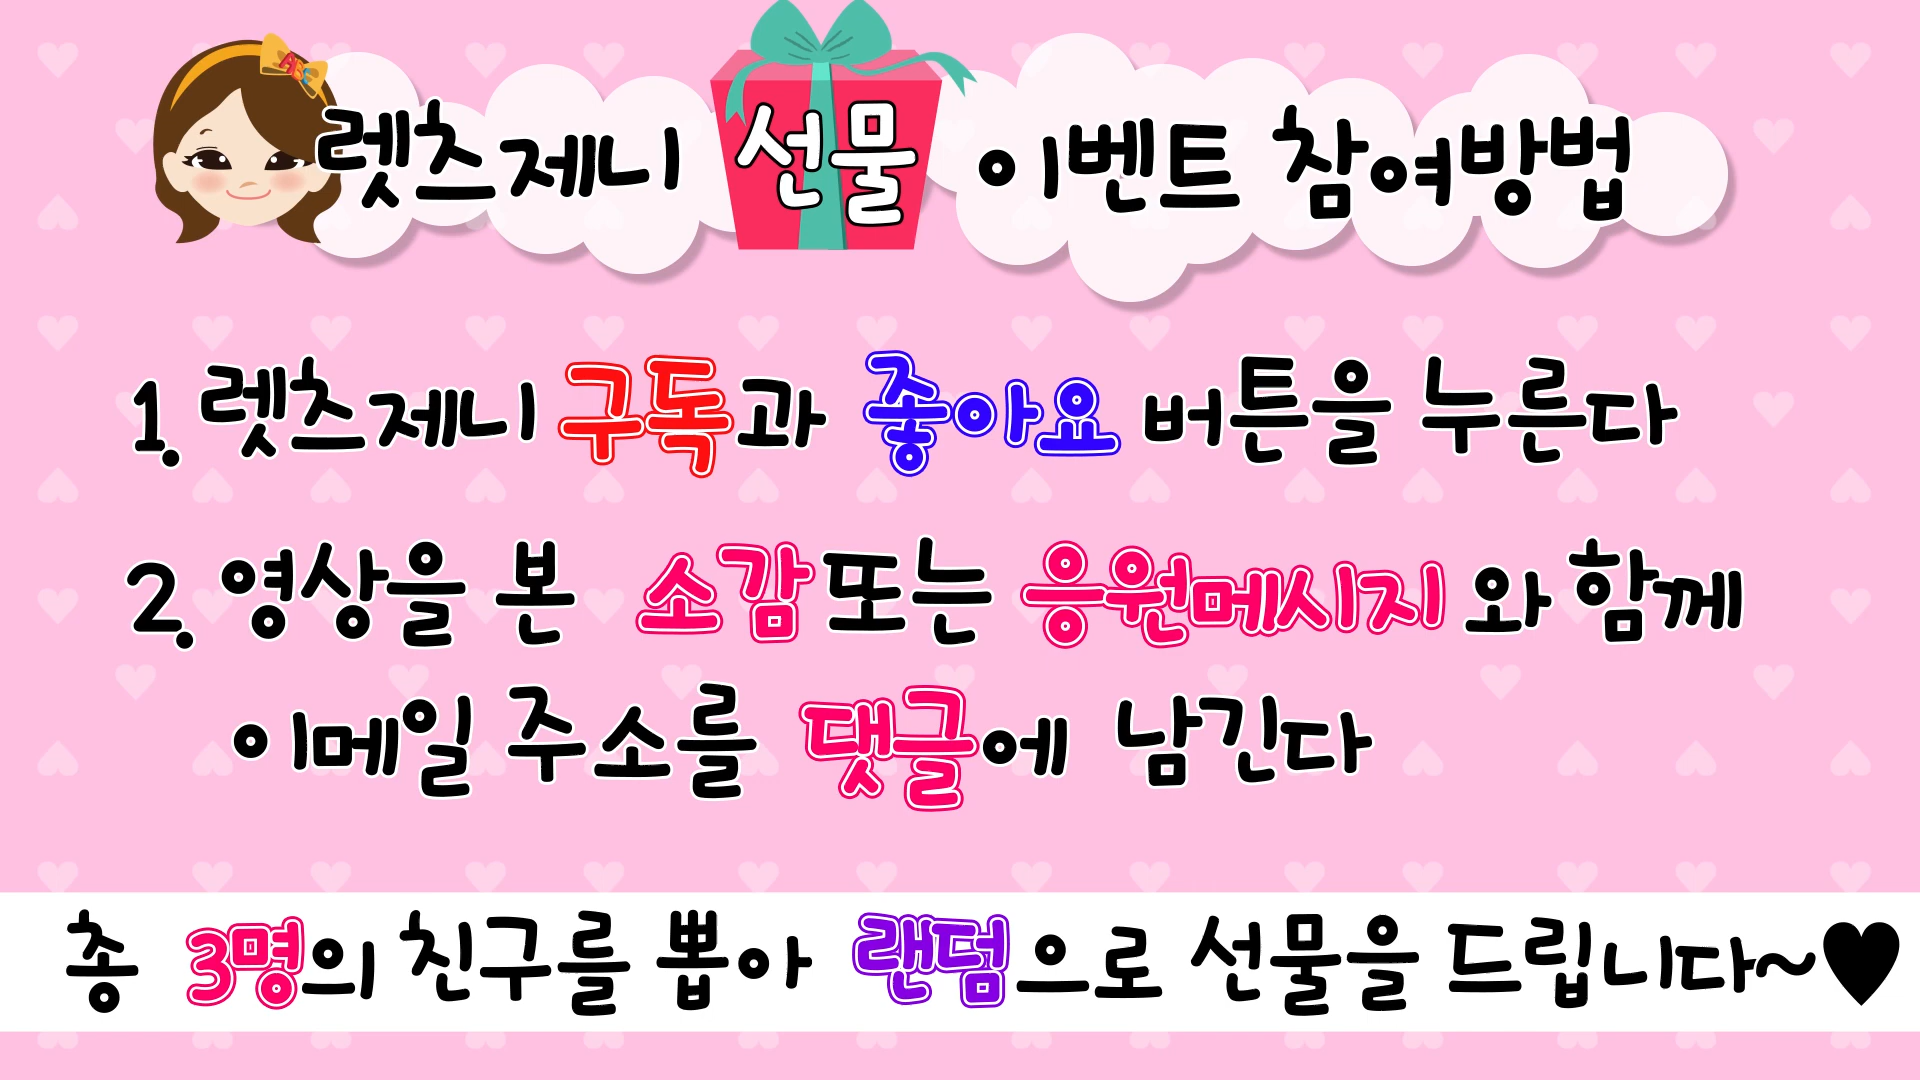 렛츠제니 선물 이벤트 참여방법
1. 렛츠제니 구독과 좋아요 버튼을 누른다
2. 영상을 본 소감 또는 응원메시지와 함께
이메일 주소를 댓글에 남긴다
총 3명의 친구를 뽑아 랜덤으로 선물을 드립니다~♥